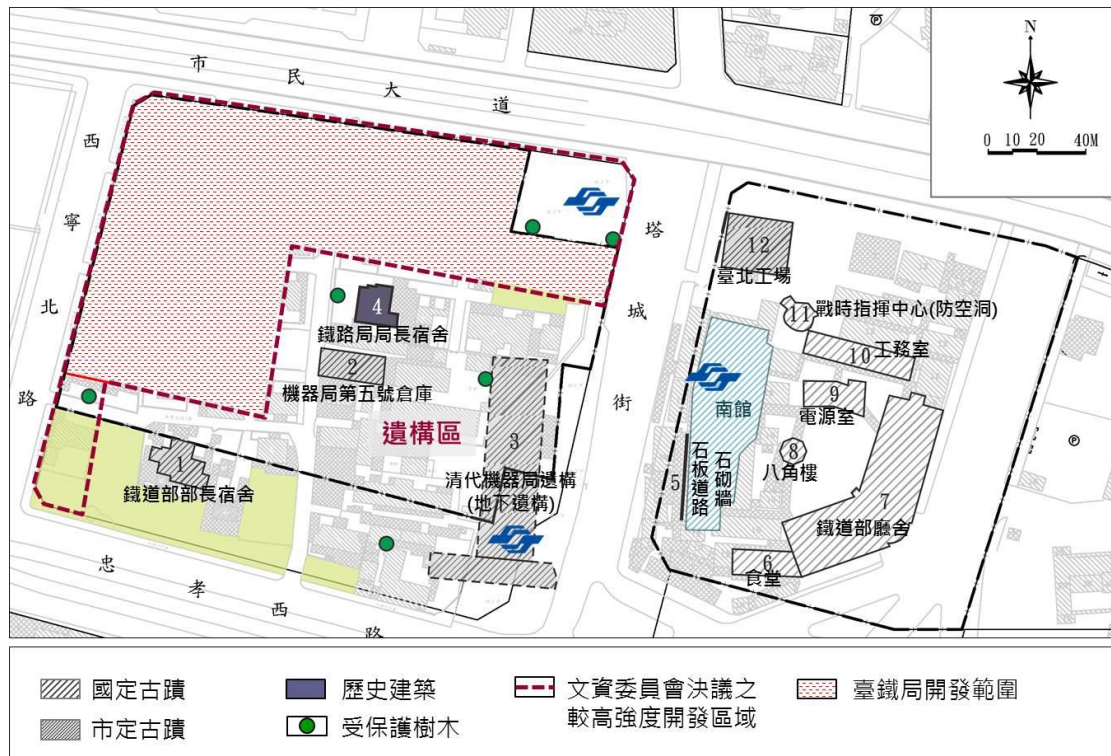 市民大道
N
0 10 20 40M
西寧北路
塔城街
12
臺北工場
11
戰時指揮中心(防空洞)
4
鐵路局局長宿舍
10
工務室
2
機器局第五號倉庫
9
電源室
南館
遺構區
3
8
八角樓
石板道路
石砌牆
5
1
鐵道部部長宿舍
清代機器局遺構
(地下遺構)
7
鐵道部廳舍
6
食堂
忠孝西路
P
P
國定古蹟
歷史建築
文資委員會決議之
較高強度開發區域
臺鐵局開發範圍
市定古蹟
受保護樹木